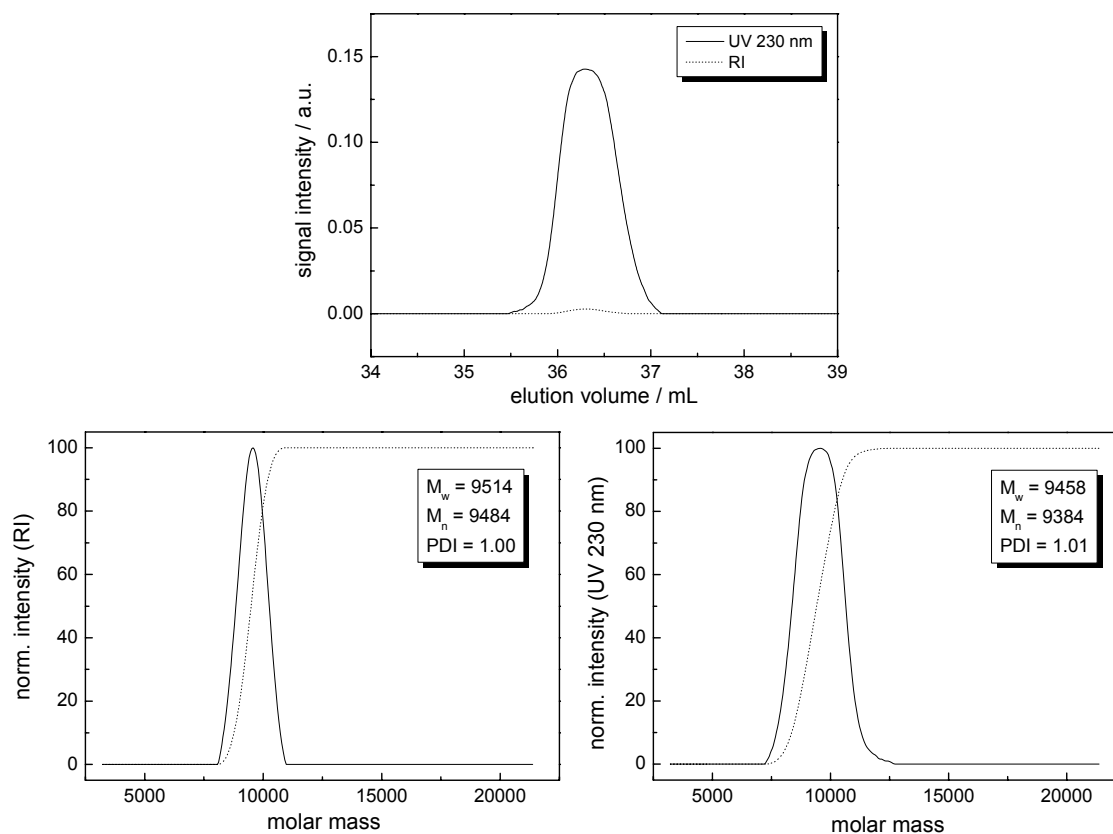 signal intensity / a.u.
0.15
0.10
0.05
0.00
UV 230 nm
RI
34 35 36 37 38 39
elution volume / mL
norm. intensity (RI)
100
80
60
40
20
0
M_w = 9514
M_n = 9484
PDI = 1.00
5000 10000 15000 20000
molar mass
norm. intensity (UV 230 nm)
100
80
60
40
20
0
M_w = 9458
M_n = 9384
PDI = 1.01
5000 10000 15000 20000
molar mass